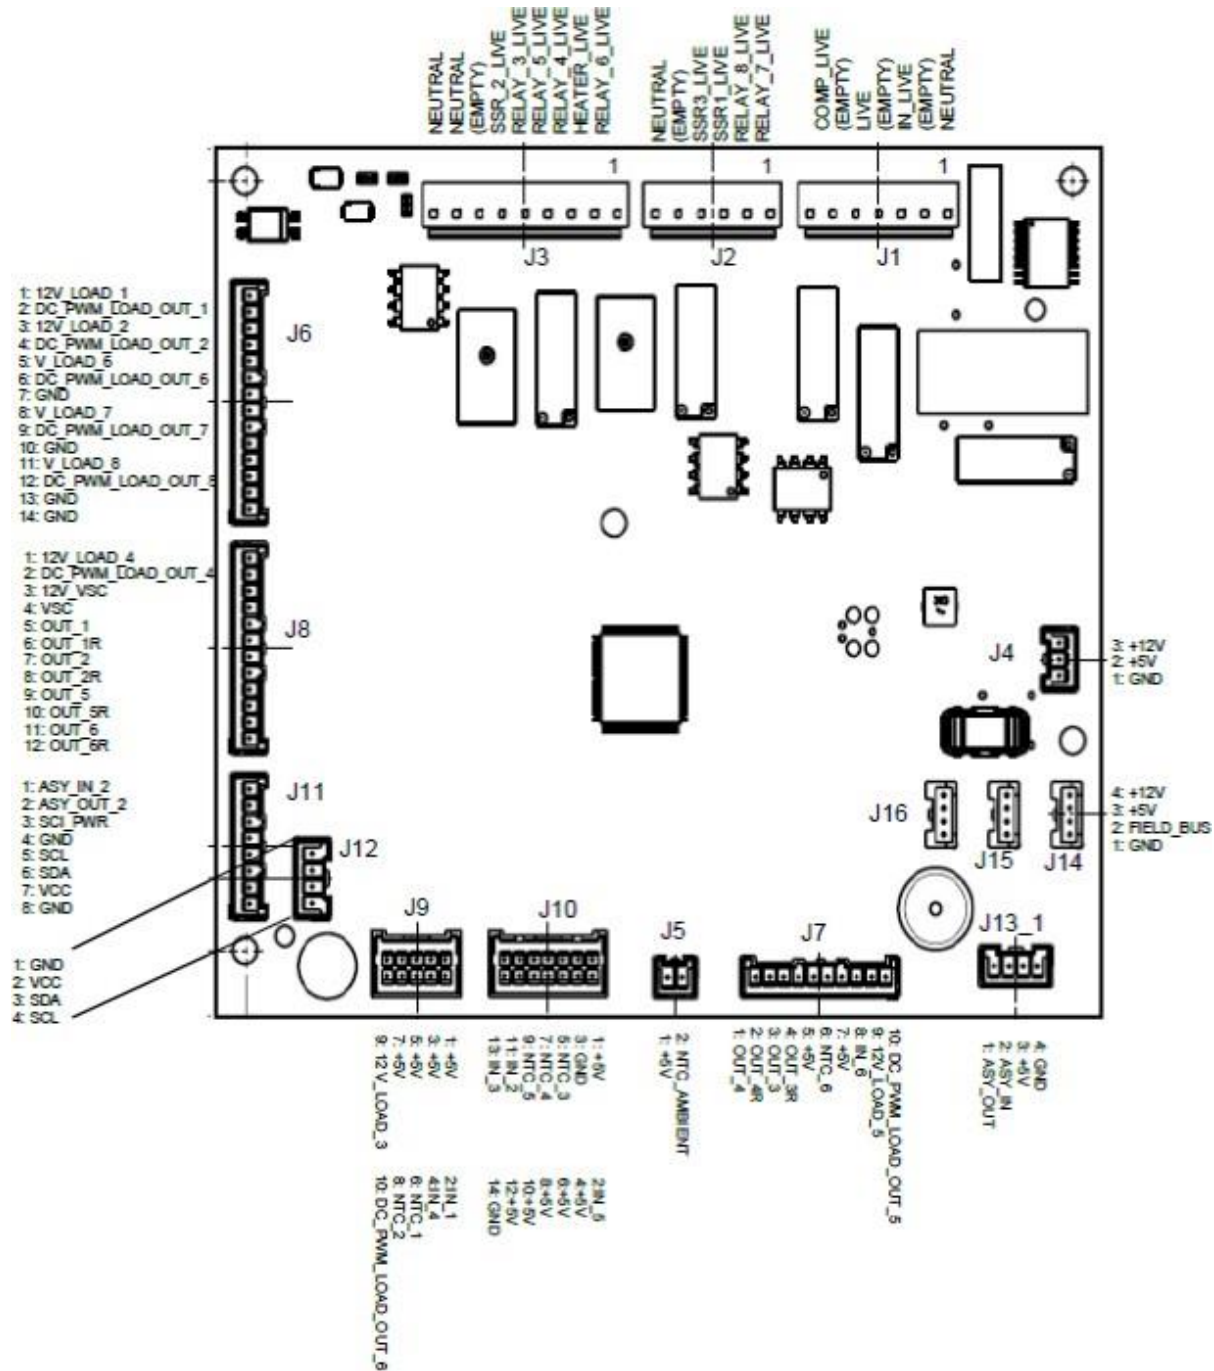 NEUTRAL
NEUTRAL
(EMPTY)
SSR_2_LIVE
RELAY_3_LIVE
RELAY_5_LIVE
RELAY_4_LIVE
HEATER_LIVE
RELAY_6_LIVE
NEUTRAL
(EMPTY)
SSR3_LIVE
SSR1_LIVE
RELAY_8_LIVE
RELAY_7_LIVE
COMP_LIVE
(EMPTY)
LIVE
(EMPTY)
IN_LIVE
(EMPTY)
NEUTRAL
1
1
1
J3
J2
J1
1: 12V_LOAD_1
2: DC_PWM_LOAD_OUT_1
3: 12V_LOAD_2
4: DC_PWM_LOAD_OUT_2
5: V_LOAD_6
6: DC_PWM_LOAD_OUT_6
7: GND
8: V_LOAD_7
9: DC_PWM_LOAD_OUT_7
10: GND
11: V_LOAD_8
12: DC_PWM_LOAD_OUT_8
13: GND
14: GND
J6
1: 12V_LOAD_4
2: DC_PWM_LOAD_OUT_4
3: 12V_VSC
4: VSC
5: OUT_1
6: OUT_1R
7: OUT_2
8: OUT_2R
9: OUT_5
10: OUT_5R
11: OUT_6
12: OUT_6R
J8
J4
3: +12V
2: +5V
1: GND
1: ASY_IN_2
2: ASY_OUT_2
3: SCI_PWR
4: GND
5: SCL
6: SDA
7: VCC
8: GND
J11
J12
J16
J15
J14
4: +12V
3: +5V
2: FIELD_BUS
1: GND
1: GND
2: VCC
3: SDA
4: SCL
J9
J10
J5
J7
J13_1
1: +5V
3: +5V
5: +5V
7: +5V
9: 12V_LOAD_3
2:IN_1
4:IN_4
6: NTC_1
8: NTC_2
10: DC_PWM_LOAD_OUT_6
1: +5V
3: GND
5: NTC_3
7: NTC_4
9: NTC_5
11: IN_2
13: IN_3
2:IN_5
4:+5V
6:+5V
8:+5V
10:+5V
12:+5V
14: GND
2: NTC_AMBIENT
1: +5V
10: DC_PWM_LOAD_OUT_5
9: 12V_LOAD_5
8: IN_6
7: +5V
6: NTC_6
5: +5V
4: OUT_3R
3: OUT_3
2: OUT_4R
1: OUT_4
4: GND
3: +5V
2: ASY_IN
1: ASY_OUT